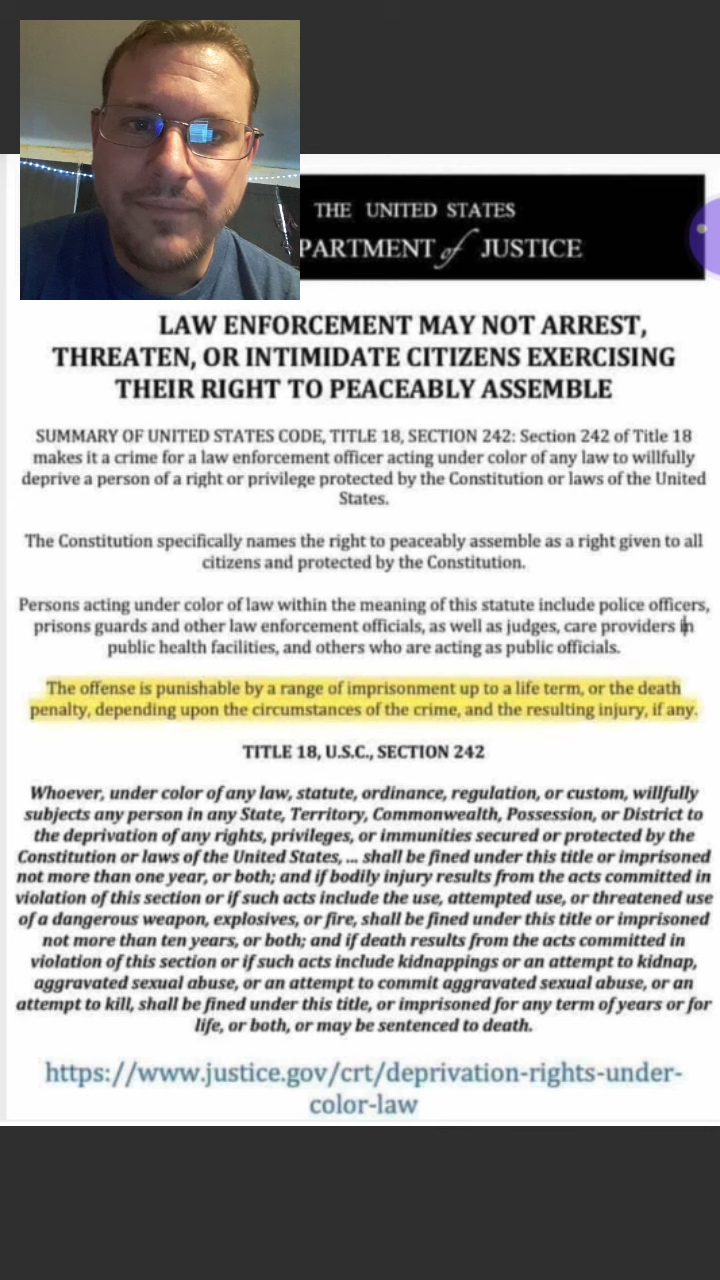 THE UNITED STATES
PARTMENT of JUSTICE
LAW ENFORCEMENT MAY NOT ARREST,
THREATEN, OR INTIMIDATE CITIZENS EXERCISING
THEIR RIGHT TO PEACEABLY ASSEMBLE
SUMMARY OF UNITED STATES CODE, TITLE 18, SECTION 242: Section 242 of Title 18
makes it a crime for a law enforcement officer acting under color of any law to willfully
deprive a person of a right or privilege protected by the Constitution or laws of the United
States.
The Constitution specifically names the right to peaceably assemble as a right given to all
citizens and protected by the Constitution.
Persons acting under color of law within the meaning of this statute include police officers,
prisons guards and other law enforcement officials, as well as judges, care providers in
public health facilities, and others who are acting as public officials.
The offense is punishable by a range of imprisonment up to a life term, or the death
penalty, depending upon the circumstances of the crime, and the resulting injury, if any.
TITLE 18, U.S.C., SECTION 242
Whoever, under color of any law, statute, ordinance, regulation, or custom, willfully
subjects any person in any State, Territory, Commonwealth, Possession, or District to
the deprivation of any rights, privileges, or immunities secured or protected by the
Constitution or laws of the United States, ... shall be fined under this title or imprisoned
not more than one year, or both; and if bodily injury results from the acts committed in
violation of this section or if such acts include the use, attempted use, or threatened use
of a dangerous weapon, explosives, or fire, shall be fined under this title or imprisoned
not more than ten years, or both; and if death results from the acts committed in
violation of this section or if such acts include kidnappings or an attempt to kidnap,
aggravated sexual abuse, or an attempt to commit aggravated sexual abuse, or an
attempt to kill, shall be fined under this title, or imprisoned for any term of years or for
life, or both, or may be sentenced to death.
https://www.justice.gov/crt/deprivation-rights-under-
color-law